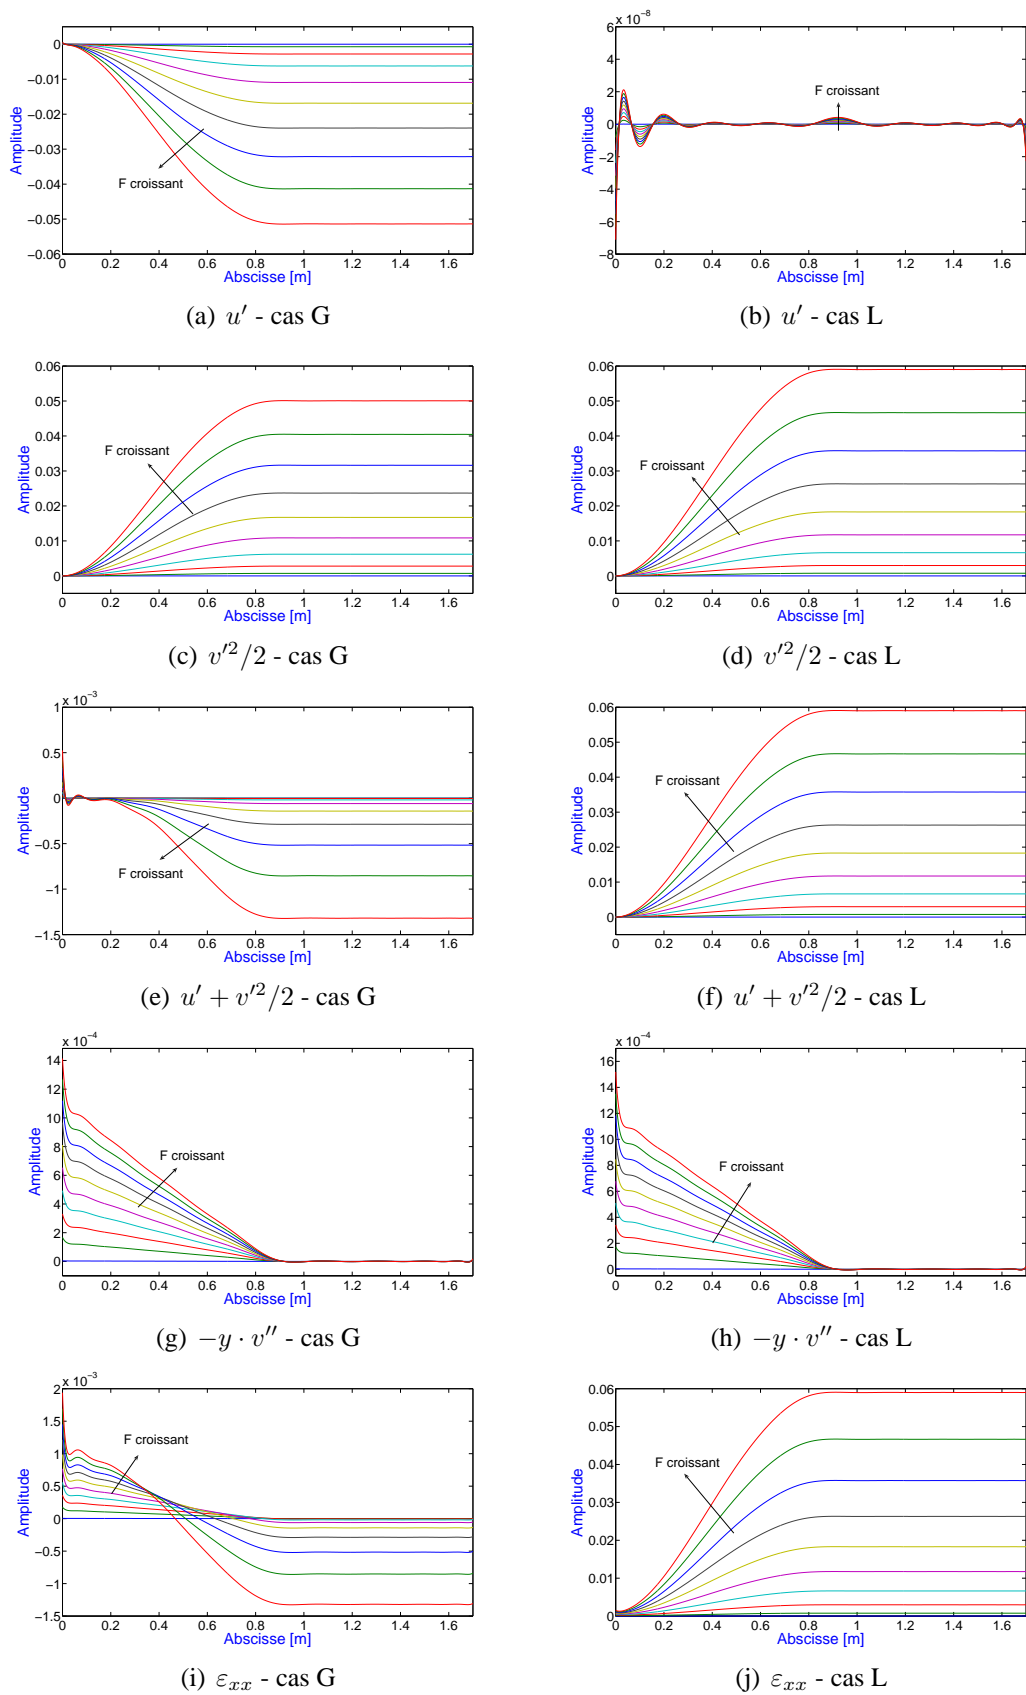 0
−0.01
−0.02
−0.03
−0.04
−0.05
−0.06
Amplitude
F croissant
0 0.2 0.4 0.6 0.8 1 1.2 1.4 1.6
Abscisse [m]
(a) u′ - cas G
x 10⁻⁸
6
4
2
0
−2
−4
−6
−8
Amplitude
F croissant
0 0.2 0.4 0.6 0.8 1 1.2 1.4 1.6
Abscisse [m]
(b) u′ - cas L
0.06
0.05
0.04
0.03
0.02
0.01
0
Amplitude
F croissant
0 0.2 0.4 0.6 0.8 1 1.2 1.4 1.6
Abscisse [m]
(c) v′²/2 - cas G
0.06
0.05
0.04
0.03
0.02
0.01
0
Amplitude
F croissant
0 0.2 0.4 0.6 0.8 1 1.2 1.4 1.6
Abscisse [m]
(d) v′²/2 - cas L
x 10⁻³
1
0.5
0
−0.5
−1
−1.5
Amplitude
F croissant
0 0.2 0.4 0.6 0.8 1 1.2 1.4 1.6
Abscisse [m]
(e) u′ + v′²/2 - cas G
0.06
0.05
0.04
0.03
0.02
0.01
0
Amplitude
F croissant
0 0.2 0.4 0.6 0.8 1 1.2 1.4 1.6
Abscisse [m]
(f) u′ + v′²/2 - cas L
x 10⁻⁴
14
12
10
8
6
4
2
0
Amplitude
F croissant
0 0.2 0.4 0.6 0.8 1 1.2 1.4 1.6
Abscisse [m]
(g) −y · v′′ - cas G
x 10⁻⁴
16
14
12
10
8
6
4
2
0
Amplitude
F croissant
0 0.2 0.4 0.6 0.8 1 1.2 1.4 1.6
Abscisse [m]
(h) −y · v′′ - cas L
x 10⁻³
2
1.5
1
0.5
0
−0.5
−1
−1.5
Amplitude
F croissant
0 0.2 0.4 0.6 0.8 1 1.2 1.4 1.6
Abscisse [m]
(i) εₓₓ - cas G
0.06
0.05
0.04
0.03
0.02
0.01
0
Amplitude
F croissant
0 0.2 0.4 0.6 0.8 1 1.2 1.4 1.6
Abscisse [m]
(j) εₓₓ - cas L